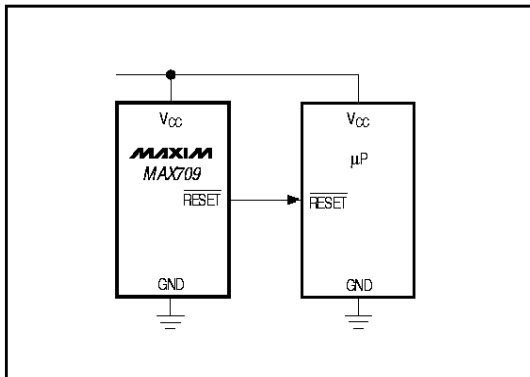 VCC
MAXIM
MAX709
RESET
GND
VCC
µP
RESET
GND